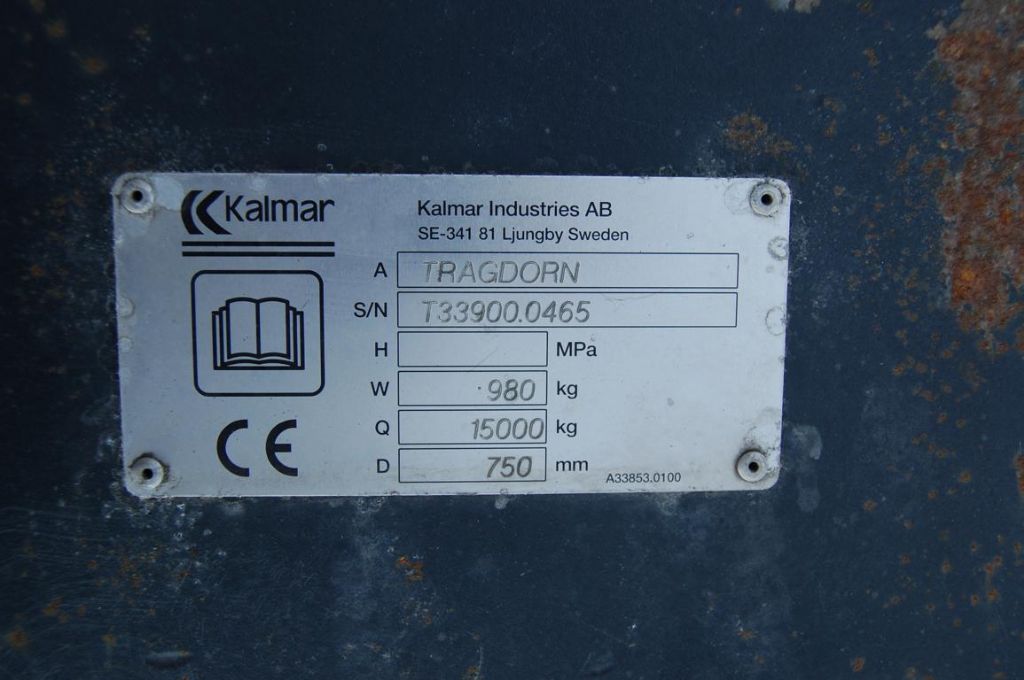 Kalmar
Kalmar Industries AB
SE-341 81 Ljungby Sweden
A TRAGDORN
S/N T33900.0465
H MPa
W 980 kg
Q 15000 kg
D 750 mm
CE
A33853.0100